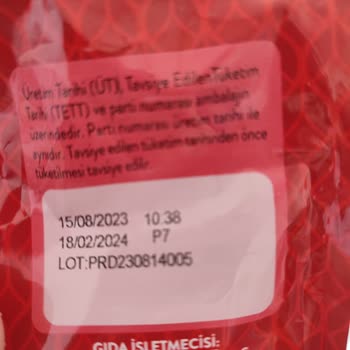 Üretim Tarihi (ÜT), Tavsiye Edilen Tüketim
Tarihi (TETT) ve parti numarası ambalajın
üzerindedir. Parti numarası üretim tarihi ile
aynıdır. Tavsiye edilen tüketim tarihinden önce
tüketilmesi tavsiye edilir.
15/08/2023 10:38
18/02/2024 P7
LOT:PRD230814005
GIDA İŞLETMECİSİ: